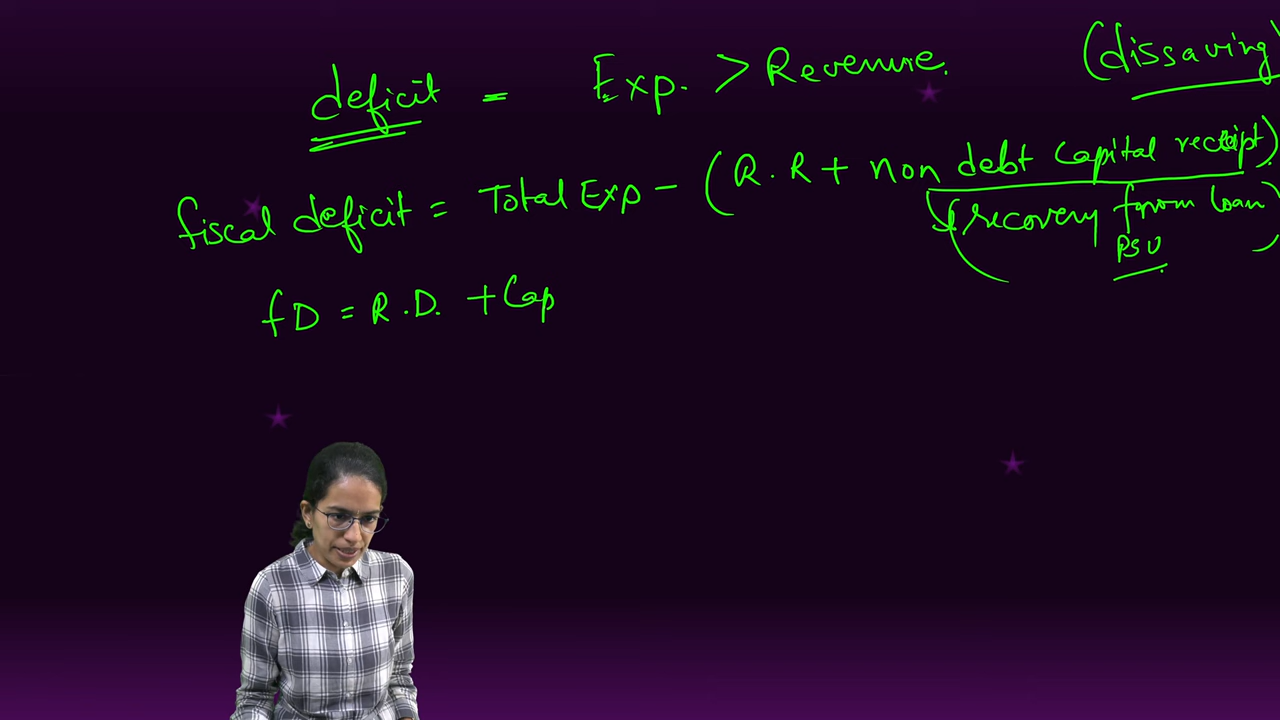 deficit = Exp. > Revenue. (dissaving)
fiscal deficit = Total Exp - (R.R + non debt Capital receipt)
(recovery from loan)
PSU
fD = R.D. + Cap